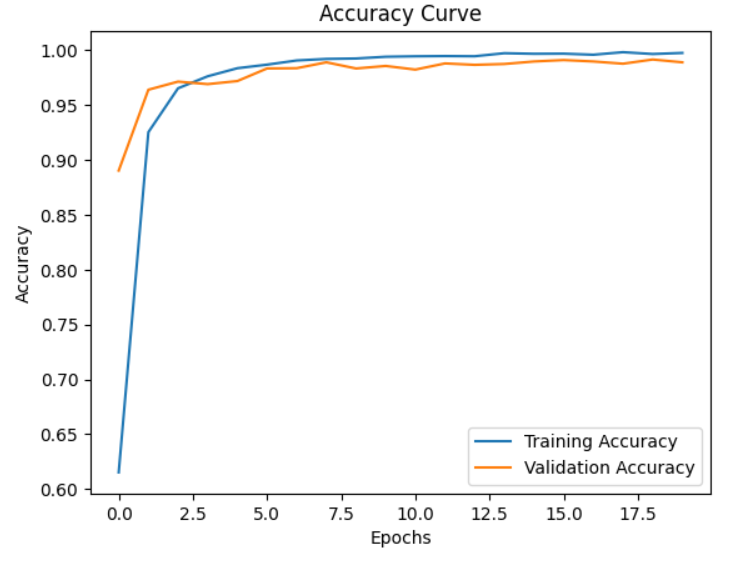 Accuracy Curve
1.00
0.95
0.90
0.85
0.80
0.75
0.70
0.65
0.60
Accuracy
Training Accuracy
Validation Accuracy
0.0 2.5 5.0 7.5 10.0 12.5 15.0 17.5
Epochs